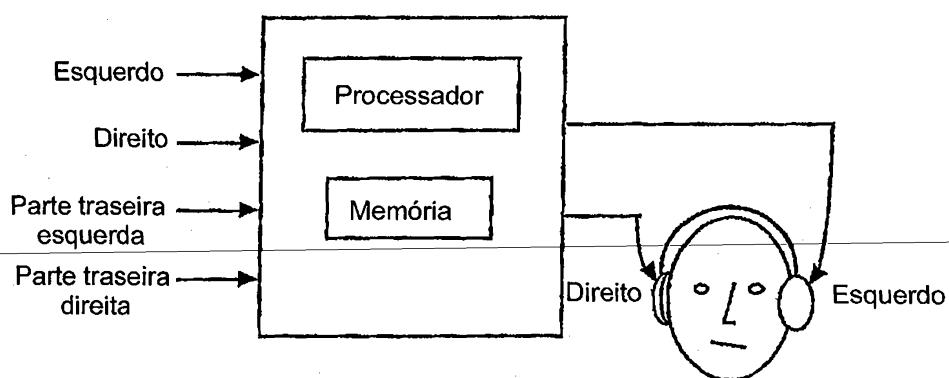 Esquerdo
Direito
Parte traseira
esquerda
Parte traseira
direita
Processador
Memória
Direito
Esquerdo